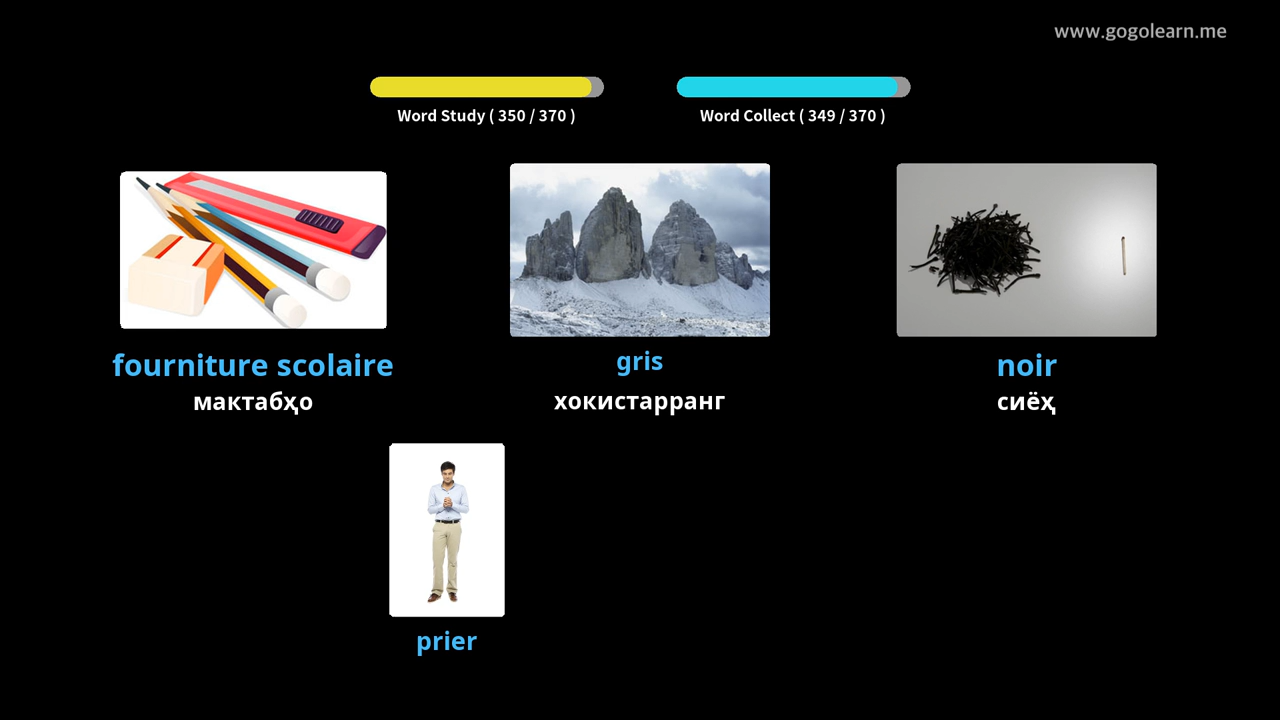 www.gogolearn.me
Word Study ( 350 / 370 )
Word Collect ( 349 / 370 )
fourniture scolaire
gris
noir
мактабҳо
хокистарранг
сиёҳ
prier